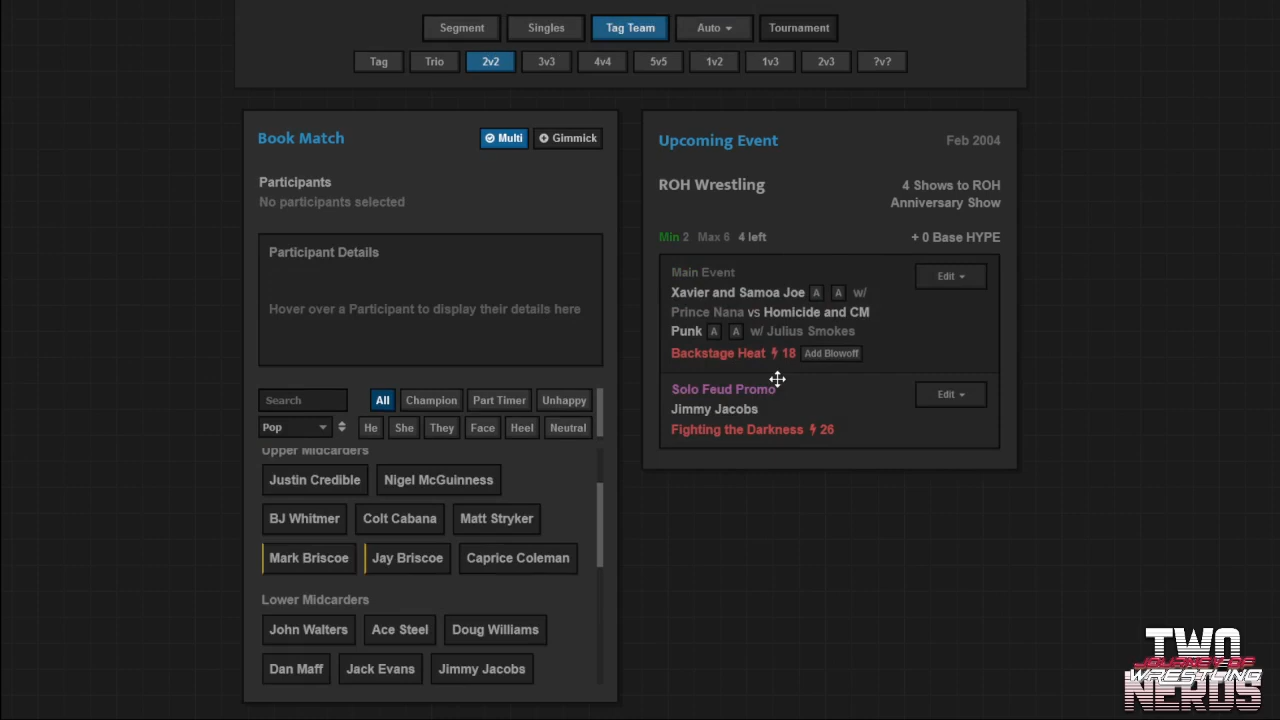 Segment Singles Tag Team Auto Tournament
Tag Trio 2v2 3v3 4v4 5v5 1v2 1v3 2v3 ?v?
Book Match Multi Gimmick
Participants
No participants selected
Participant Details
Hover over a Participant to display their details here
Search All Champion Part Timer Unhappy
Pop He She They Face Heel Neutral
Upper Midcarders
Justin Credible Nigel McGuinness
BJ Whitmer Colt Cabana Matt Stryker
Mark Briscoe Jay Briscoe Caprice Coleman
Lower Midcarders
John Walters Ace Steel Doug Williams
Dan Maff Jack Evans Jimmy Jacobs
Upcoming Event Feb 2004
ROH Wrestling 4 Shows to ROH
Anniversary Show
Min 2 Max 6 4 left + 0 Base HYPE
Main Event Edit
Xavier and Samoa Joe A A w/
Prince Nana vs Homicide and CM
Punk A A w/ Julius Smokes
Backstage Heat 18 Add Blowoff
Solo Feud Promo Edit
Jimmy Jacobs
Fighting the Darkness 26
TWO
JOURNEY OF
WRESTLING
NERDS